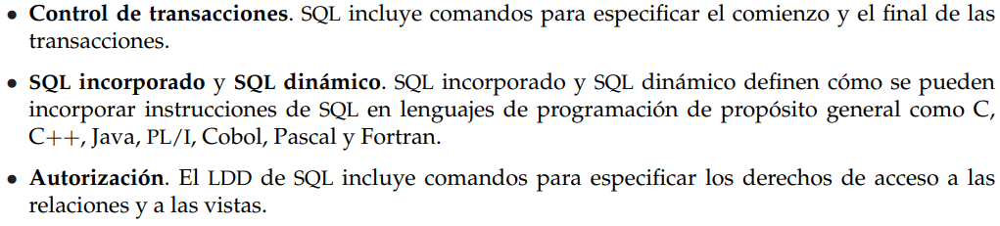 • Control de transacciones. SQL incluye comandos para especificar el comienzo y el final de las
transacciones.
• SQL incorporado y SQL dinámico. SQL incorporado y SQL dinámico definen cómo se pueden
incorporar instrucciones de SQL en lenguajes de programación de propósito general como C,
C++, Java, PL/I, Cobol, Pascal y Fortran.
• Autorización. El LDD de SQL incluye comandos para especificar los derechos de acceso a las
relaciones y a las vistas.